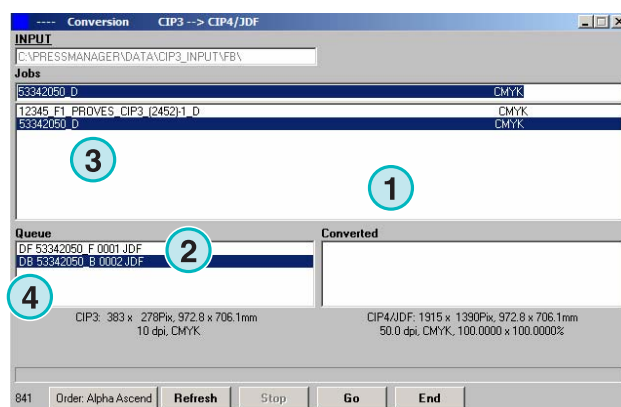 ---- Conversion CIP3 --> CIP4/JDF
INPUT
C:\PRESSMANAGER\DATA\CIP3_INPUT\FB\
Jobs
53342050_D CMYK
12345_F1_PROVES_CIP3_(2452)-1_D CMYK
53342050_D CMYK
3
1
Queue Converted
DF 53342050_F 0001 JDF
DB 53342050_B 0002 JDF
2
4
CIP3: 383 x 278Pix, 972.8 x 706.1mm CIP4/JDF: 1915 x 1390Pix, 972.8 x 706.1mm
10 dpi, CMYK 50.0 dpi, CMYK, 100.0000 x 100.0000%
841 Order: Alpha Ascend Refresh Stop Go End